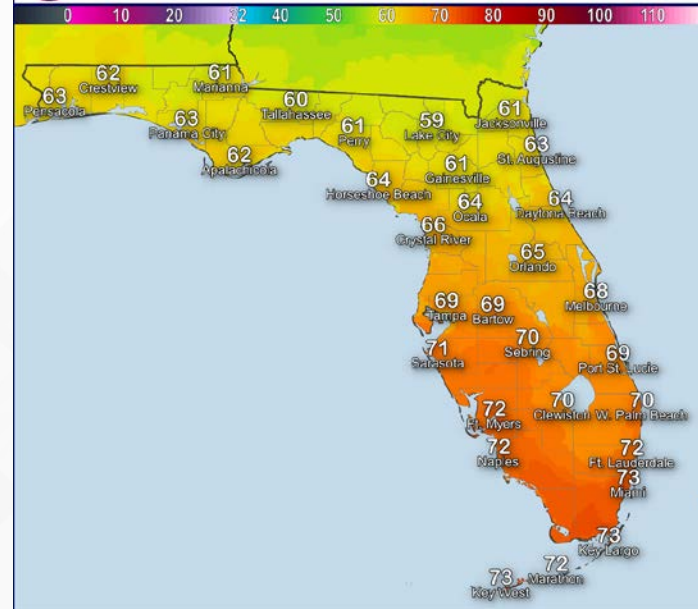 0 10 20 32 40 50 60 70 80 90 100 110
62
Crestview
61
Marianna
63
Pensacola
60
Tallahassee
63
Panama City
59
Lake City
61
Jacksonville
61
Perry
62
Apalachicola
63
St. Augustine
61
Gainesville
64
Horseshoe Beach
64
Ocala
64
Daytona Beach
66
Crystal River
65
Orlando
68
Melbourne
69
Tampa
69
Bartow
71
Sarasota
70
Sebring
69
Port St. Lucie
72
Ft. Myers
70
Clewiston
70
W. Palm Beach
72
Naples
72
Ft. Lauderdale
73
Miami
73
Key Largo
72
Marathon
73
Key West